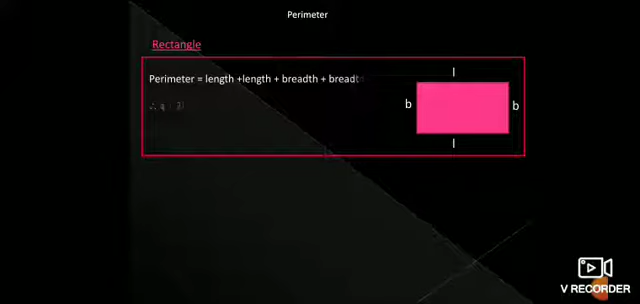 Perimeter
Rectangle
Perimeter = length +length + breadth + breadt
l
b
b
l
V RECORDER